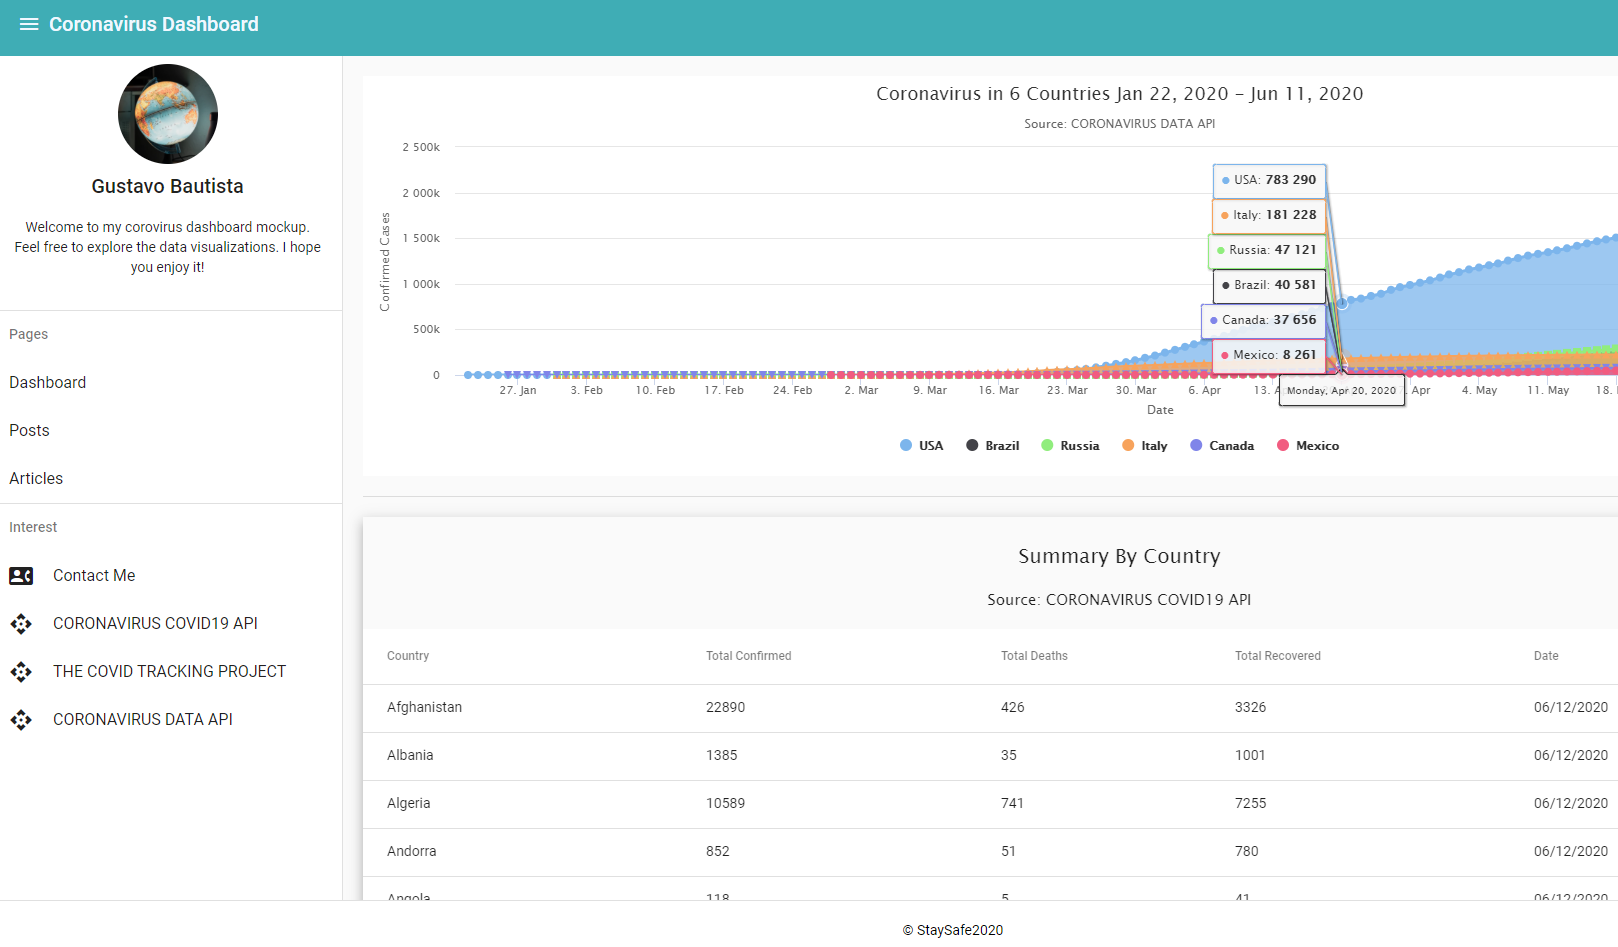 Coronavirus Dashboard
Gustavo Bautista
Welcome to my corovirus dashboard mockup.
Feel free to explore the data visualizations. I hope
you enjoy it!
Pages
Dashboard
Posts
Articles
Interest
Contact Me
CORONAVIRUS COVID19 API
THE COVID TRACKING PROJECT
CORONAVIRUS DATA API
Coronavirus in 6 Countries Jan 22, 2020 - Jun 11, 2020
Source: CORONAVIRUS DATA API
Confirmed Cases
2 500k
2 000k
1 500k
1 000k
500k
0
USA: 783 290
Italy: 181 228
Russia: 47 121
Brazil: 40 581
Canada: 37 656
Mexico: 8 261
Monday, Apr 20, 2020
27. Jan 3. Feb 10. Feb 17. Feb 24. Feb 2. Mar 9. Mar 16. Mar 23. Mar 30. Mar 6. Apr 13. Apr 4. May 11. May 18.
Date
USA Brazil Russia Italy Canada Mexico
Summary By Country
Source: CORONAVIRUS COVID19 API
Country Total Confirmed Total Deaths Total Recovered Date
Afghanistan 22890 426 3326 06/12/2020
Albania 1385 35 1001 06/12/2020
Algeria 10589 741 7255 06/12/2020
Andorra 852 51 780 06/12/2020
Angola 118 5 41 06/12/2020
© StaySafe2020